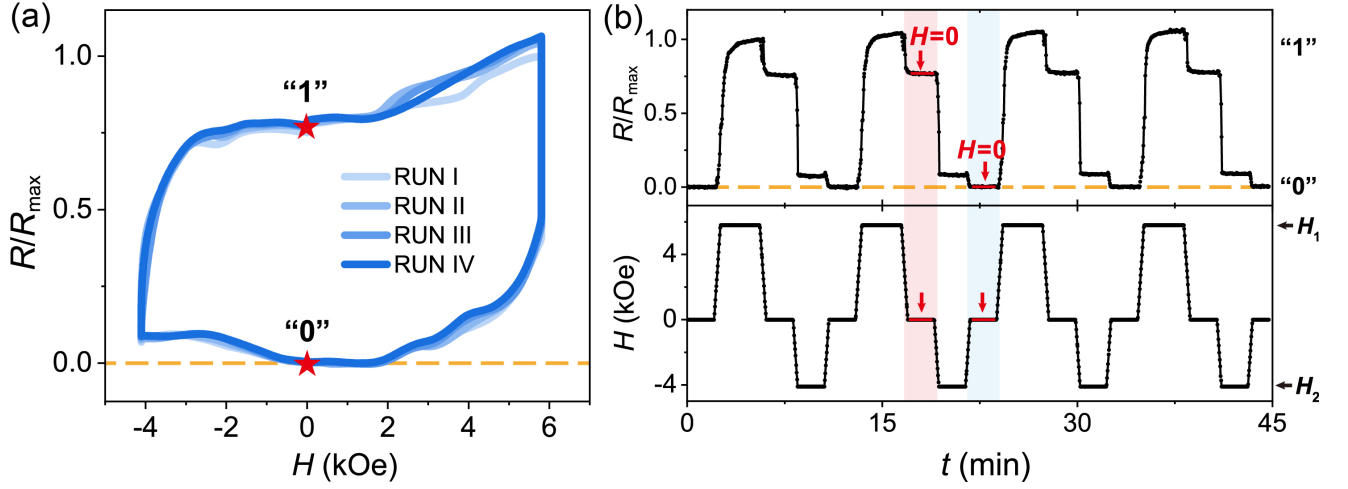 (a)
R/Rmax
1.0
0.5
0.0
"1"
"0"
RUN I
RUN II
RUN III
RUN IV
-4 -2 0 2 4 6
H (kOe)
(b)
R/Rmax
1.0
0.5
0.0
H=0
H=0
"1"
"0"
H (kOe)
4
0
-4
H1
H2
0 15 30 45
t (min)